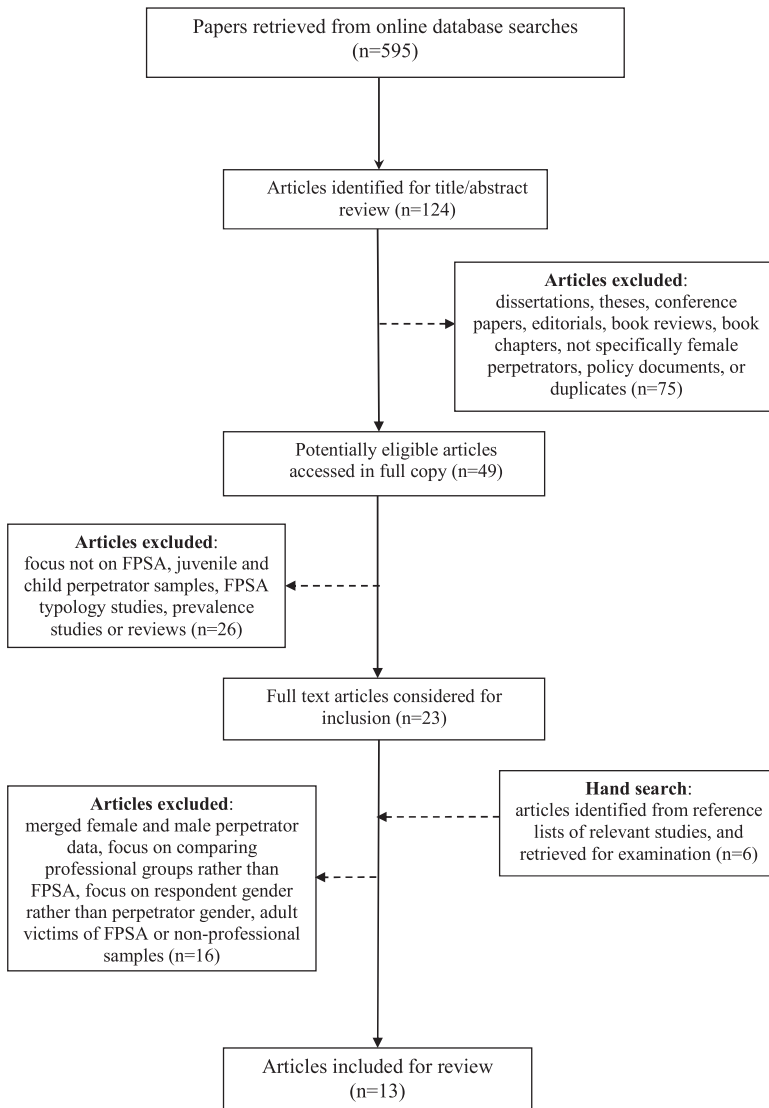 Papers retrieved from online database searches
(n=595)
Articles identified for title/abstract
review (n=124)
Articles excluded:
dissertations, theses, conference
papers, editorials, book reviews, book
chapters, not specifically female
perpetrators, policy documents, or
duplicates (n=75)
Potentially eligible articles
accessed in full copy (n=49)
Articles excluded:
focus not on FPSA, juvenile and
child perpetrator samples, FPSA
typology studies, prevalence
studies or reviews (n=26)
Full text articles considered for
inclusion (n=23)
Hand search:
articles identified from reference
lists of relevant studies, and
retrieved for examination (n=6)
Articles excluded:
merged female and male perpetrator
data, focus on comparing
professional groups rather than
FPSA, focus on respondent gender
rather than perpetrator gender, adult
victims of FPSA or non-professional
samples (n=16)
Articles included for review
(n=13)